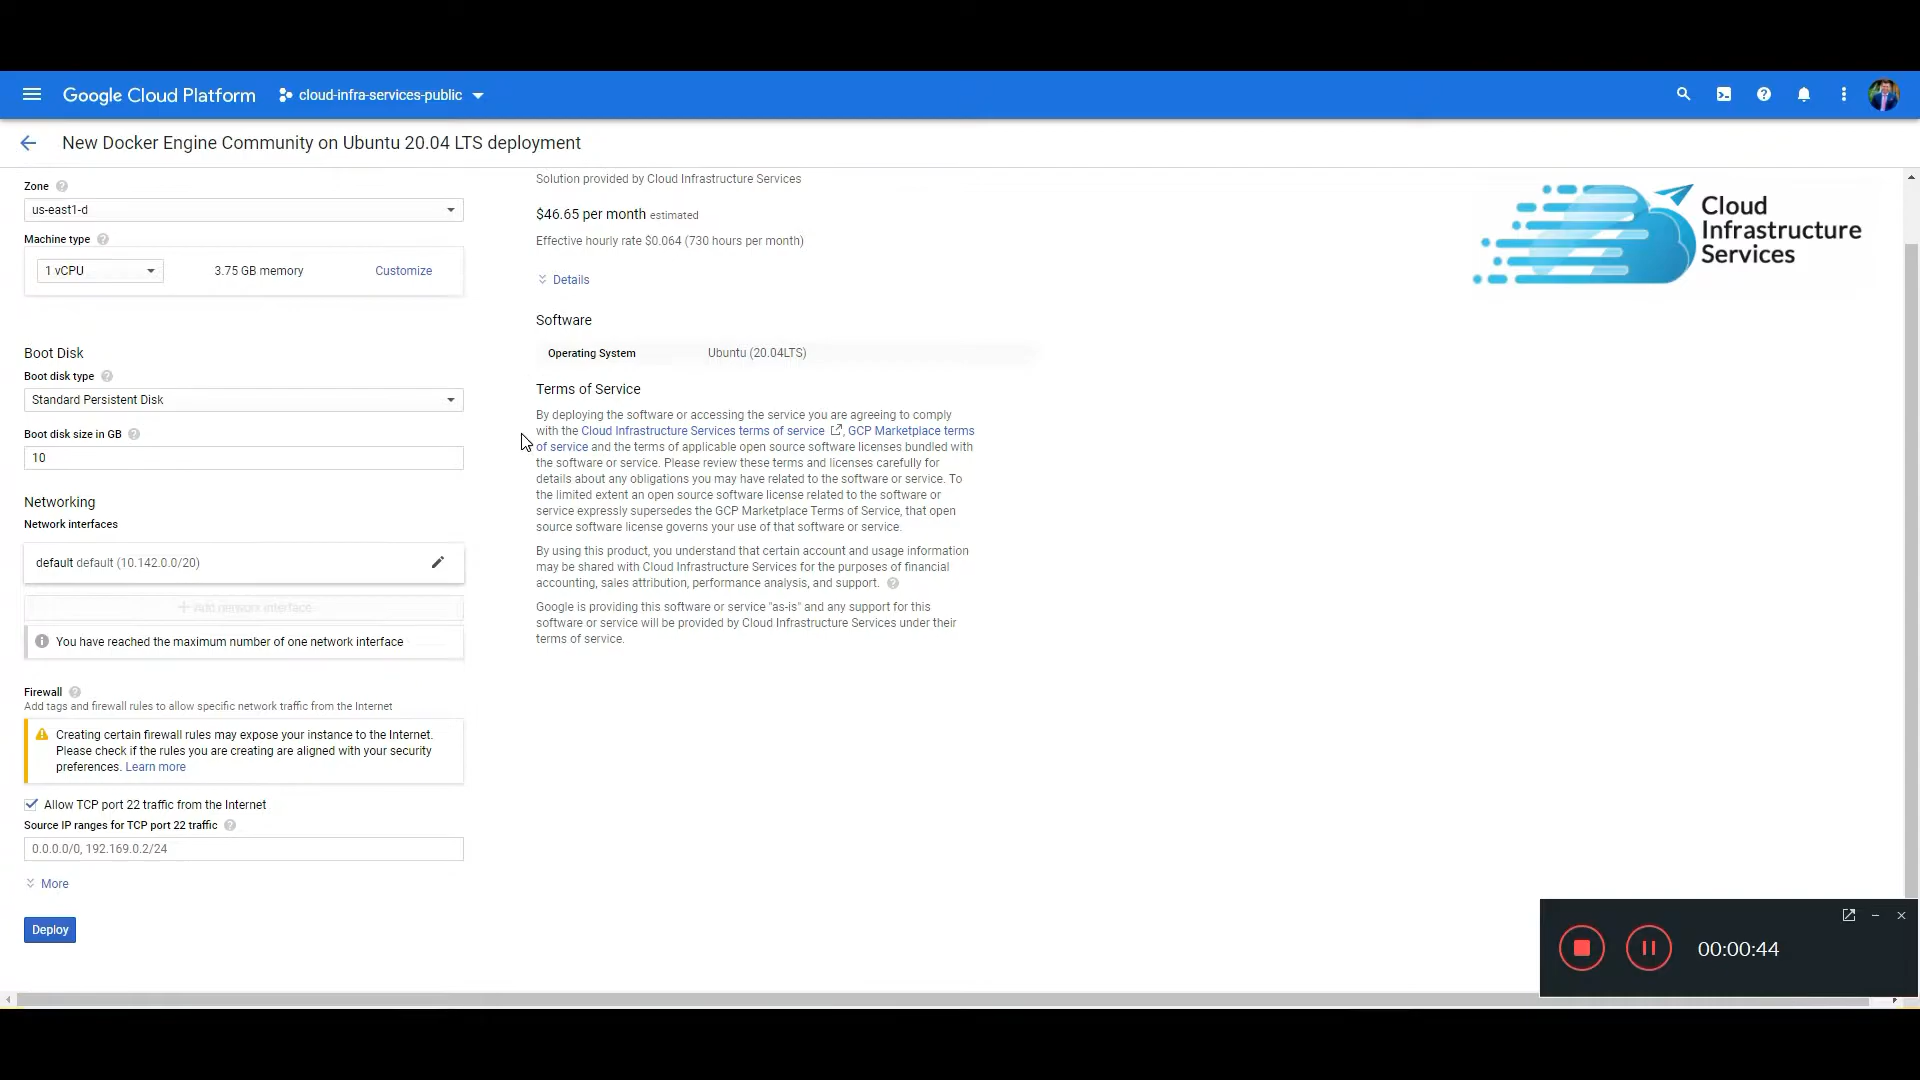 Google Cloud Platform
cloud-infra-services-public
New Docker Engine Community on Ubuntu 20.04 LTS deployment
Zone
us-east1-d
Machine type
1 vCPU
3.75 GB memory
Customize
Boot Disk
Boot disk type
Standard Persistent Disk
Boot disk size in GB
10
Networking
Network interfaces
default default (10.142.0.0/20)
Add network interface
You have reached the maximum number of one network interface
Firewall
Add tags and firewall rules to allow specific network traffic from the Internet
Creating certain firewall rules may expose your instance to the Internet.
Please check if the rules you are creating are aligned with your security
preferences. Learn more
Allow TCP port 22 traffic from the Internet
Source IP ranges for TCP port 22 traffic
0.0.0.0/0, 192.169.0.2/24
More
Deploy
Solution provided by Cloud Infrastructure Services
$46.65 per month estimated
Effective hourly rate $0.064 (730 hours per month)
Details
Software
Operating System
Ubuntu (20.04LTS)
Terms of Service
By deploying the software or accessing the service you are agreeing to comply
with the Cloud Infrastructure Services terms of service , GCP Marketplace terms
of service and the terms of applicable open source software licenses bundled with
the software or service. Please review these terms and licenses carefully for
details about any obligations you may have related to the software or service. To
the limited extent an open source software license related to the software or
service expressly supersedes the GCP Marketplace Terms of Service, that open
source software license governs your use of that software or service.
By using this product, you understand that certain account and usage information
may be shared with Cloud Infrastructure Services for the purposes of financial
accounting, sales attribution, performance analysis, and support.
Google is providing this software or service "as-is" and any support for this
software or service will be provided by Cloud Infrastructure Services under their
terms of service.
Cloud
Infrastructure
Services
00:00:44